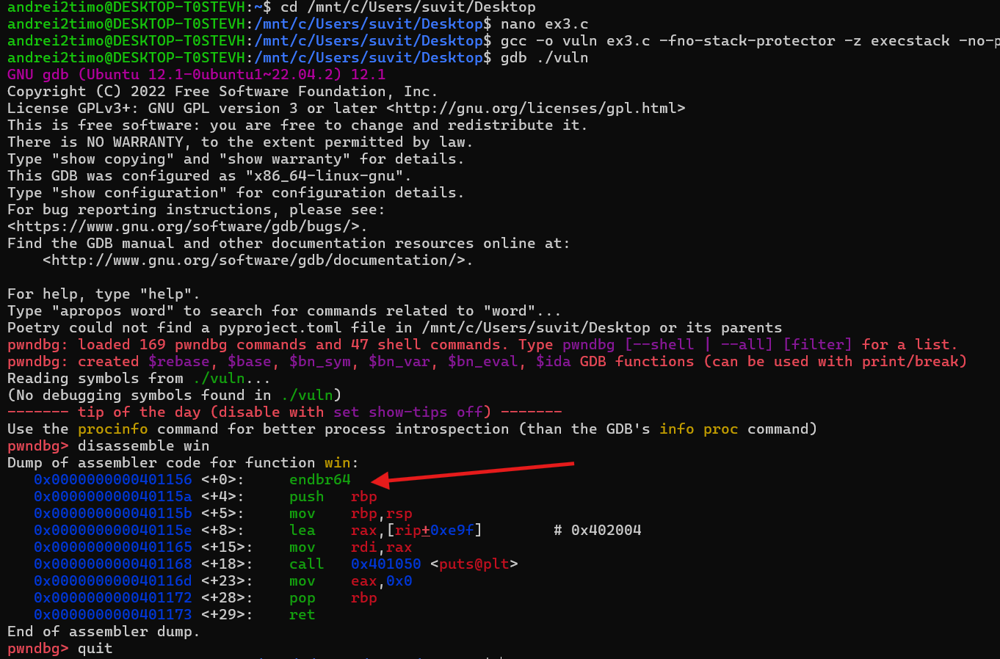 andrei2timo@DESKTOP-T0STEVH:~$ cd /mnt/c/Users/suvit/Desktop
andrei2timo@DESKTOP-T0STEVH:/mnt/c/Users/suvit/Desktop$ nano ex3.c
andrei2timo@DESKTOP-T0STEVH:/mnt/c/Users/suvit/Desktop$ gcc -o vuln ex3.c -fno-stack-protector -z execstack -no-p
andrei2timo@DESKTOP-T0STEVH:/mnt/c/Users/suvit/Desktop$ gdb ./vuln
GNU gdb (Ubuntu 12.1-0ubuntu1~22.04.2) 12.1
Copyright (C) 2022 Free Software Foundation, Inc.
License GPLv3+: GNU GPL version 3 or later <http://gnu.org/licenses/gpl.html>
This is free software: you are free to change and redistribute it.
There is NO WARRANTY, to the extent permitted by law.
Type "show copying" and "show warranty" for details.
This GDB was configured as "x86_64-linux-gnu".
Type "show configuration" for configuration details.
For bug reporting instructions, please see:
<https://www.gnu.org/software/gdb/bugs/>.
Find the GDB manual and other documentation resources online at:
    <http://www.gnu.org/software/gdb/documentation/>.

For help, type "help".
Type "apropos word" to search for commands related to "word"...
Poetry could not find a pyproject.toml file in /mnt/c/Users/suvit/Desktop or its parents
pwndbg: loaded 169 pwndbg commands and 47 shell commands. Type pwndbg [--shell | --all] [filter] for a list.
pwndbg: created $rebase, $base, $bn_sym, $bn_var, $bn_eval, $ida GDB functions (can be used with print/break)
Reading symbols from ./vuln...
(No debugging symbols found in ./vuln)
------- tip of the day (disable with set show-tips off) -------
Use the procinfo command for better process introspection (than the GDB's info proc command)
pwndbg> disassemble win
Dump of assembler code for function win:
   0x0000000000401156 <+0>:     endbr64
   0x000000000040115a <+4>:     push   rbp
   0x000000000040115b <+5>:     mov    rbp,rsp
   0x000000000040115e <+8>:     lea    rax,[rip+0xe9f]        # 0x402004
   0x0000000000401165 <+15>:    mov    rdi,rax
   0x0000000000401168 <+18>:    call   0x401050 <puts@plt>
   0x000000000040116d <+23>:    mov    eax,0x0
   0x0000000000401172 <+28>:    pop    rbp
   0x0000000000401173 <+29>:    ret
End of assembler dump.
pwndbg> quit